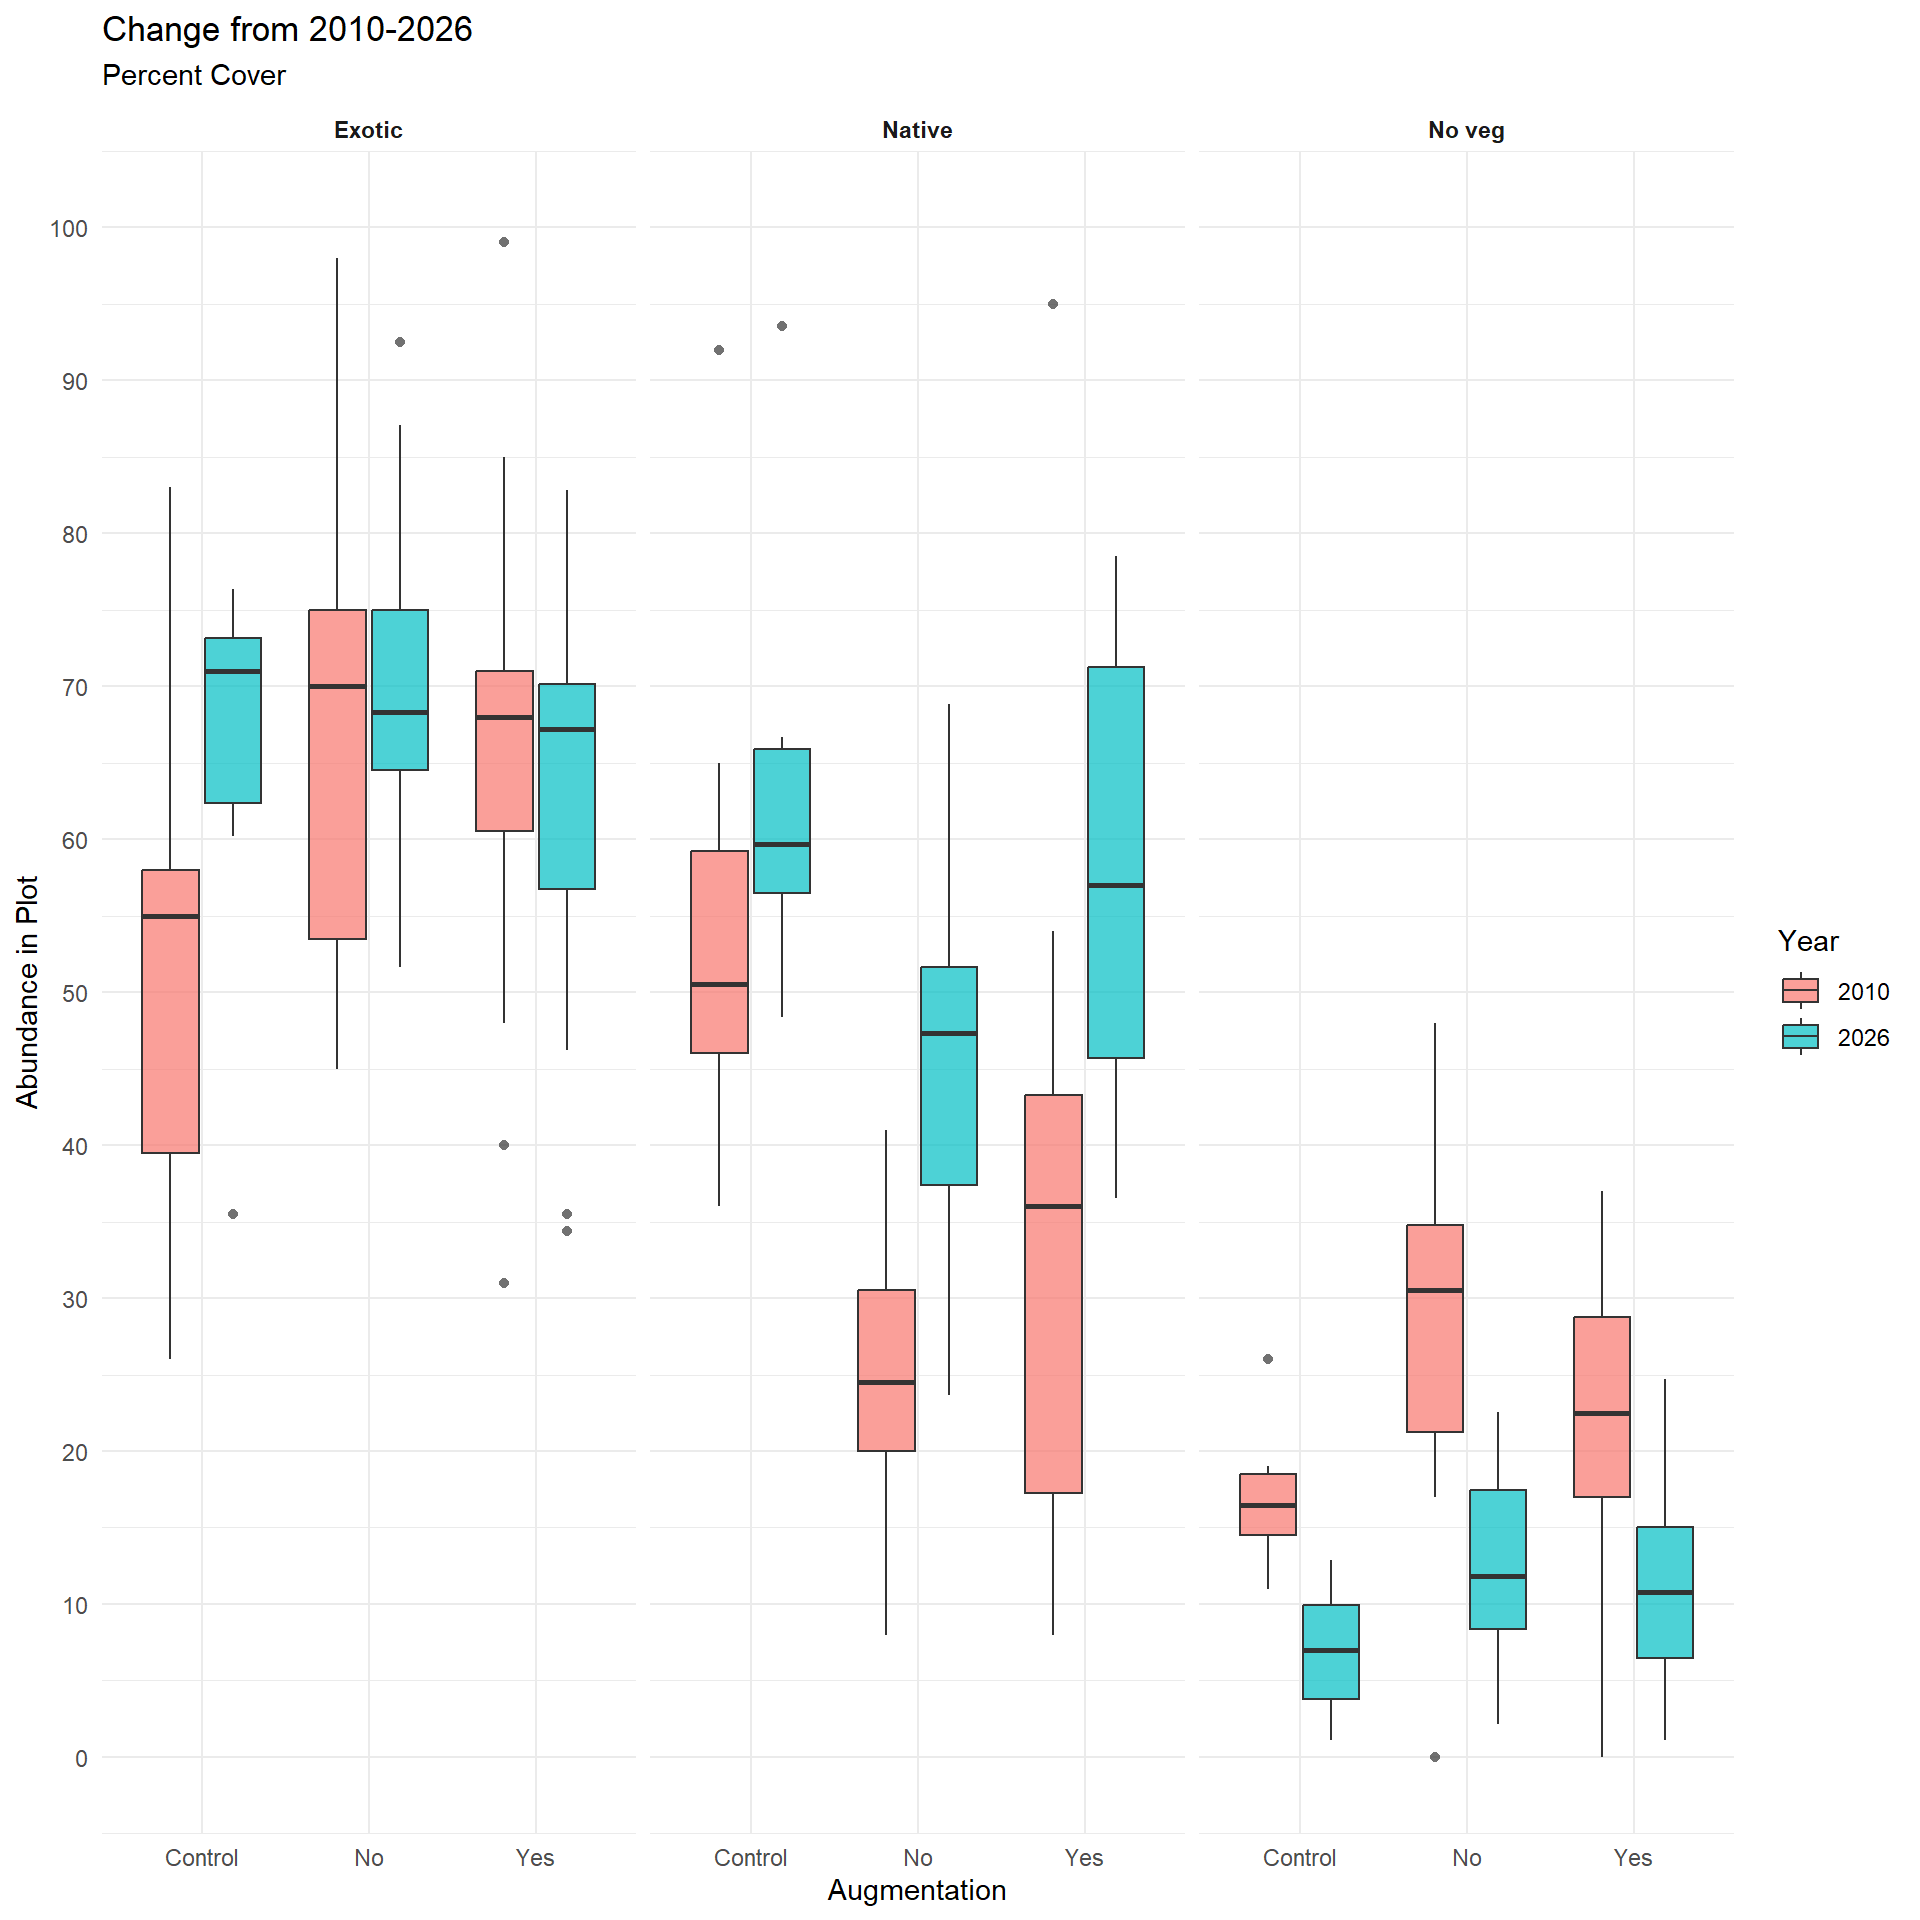 Change from 2010-2026
Percent Cover
Exotic
Native
No veg
100
90
80
70
60
50
40
30
20
10
0
Abundance in Plot
Control No Yes
Control No Yes
Control No Yes
Augmentation
Year
2010
2026